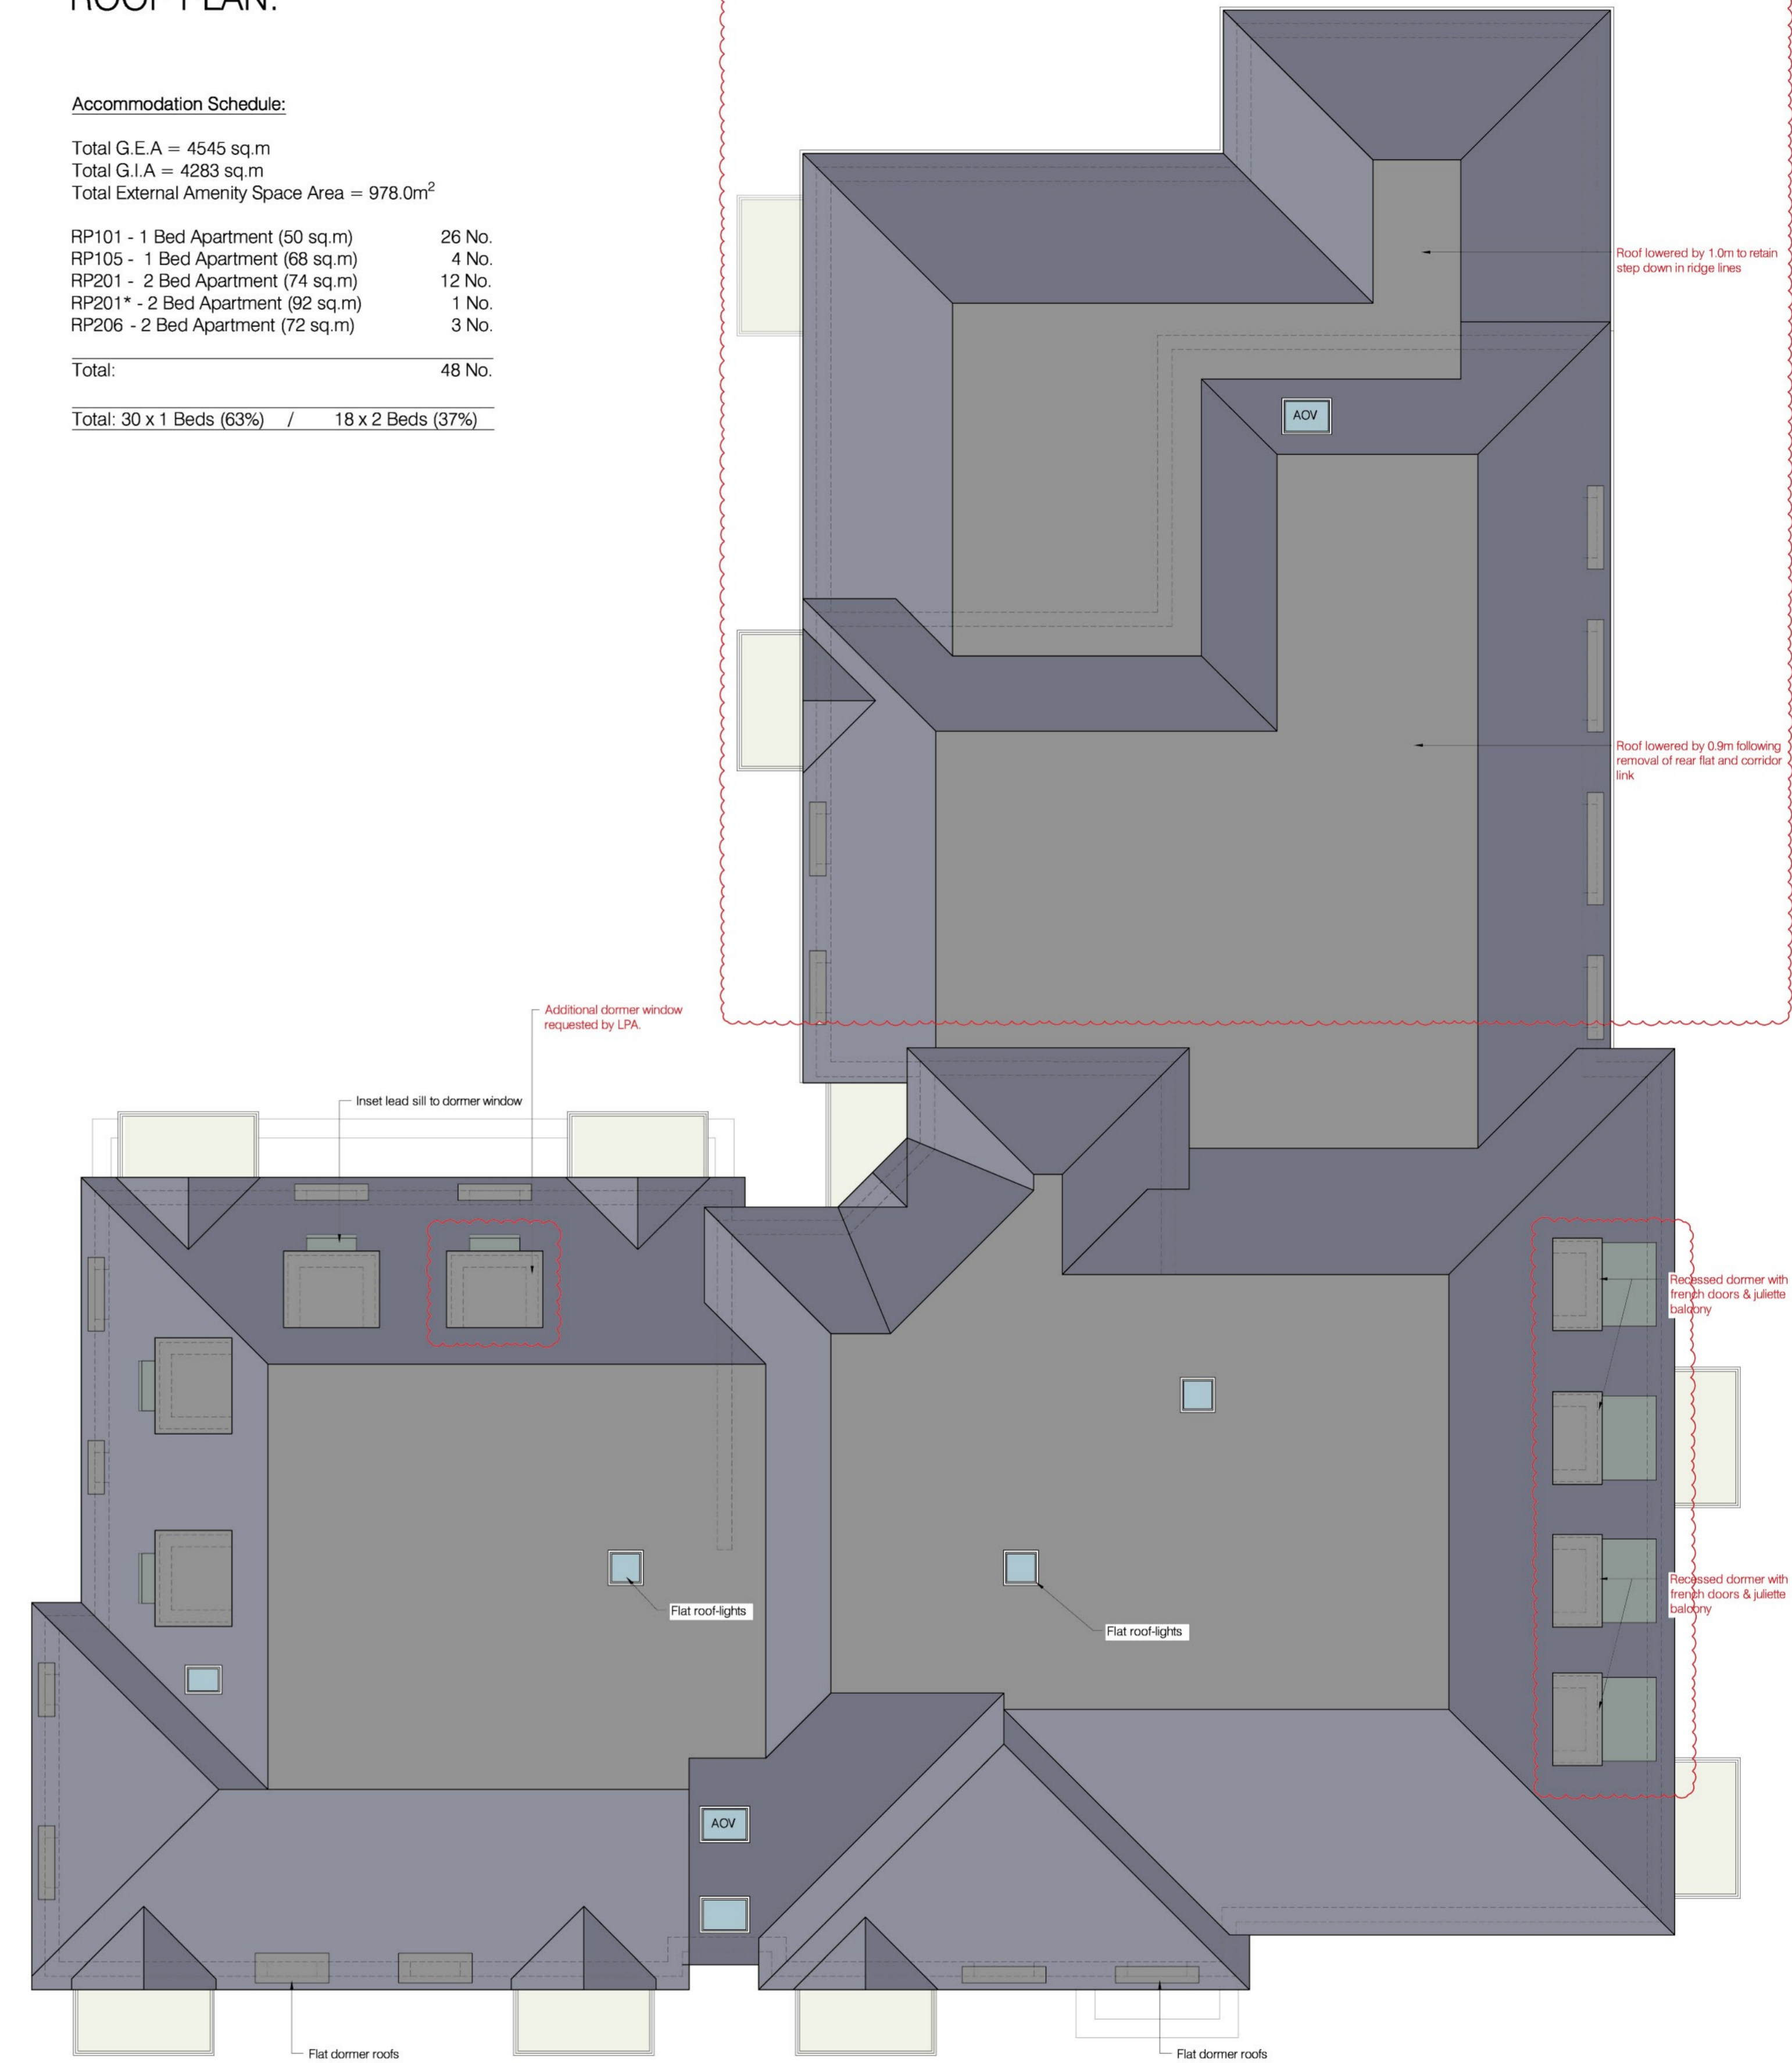 ROOF PLAN.
Accommodation Schedule:
Total G.E.A = 4545 sq.m
Total G.I.A = 4283 sq.m
Total External Amenity Space Area = 978.0m²
RP101 - 1 Bed Apartment (50 sq.m) 26 No.
RP105 - 1 Bed Apartment (68 sq.m) 4 No.
RP201 - 2 Bed Apartment (74 sq.m) 12 No.
RP201* - 2 Bed Apartment (92 sq.m) 1 No.
RP206 - 2 Bed Apartment (72 sq.m) 3 No.
Total: 48 No.
Total: 30 x 1 Beds (63%) / 18 x 2 Beds (37%)
Roof lowered by 1.0m to retain
step down in ridge lines
AOV
Roof lowered by 0.9m following
removal of rear flat and corridor
link
Additional dormer window
requested by LPA.
Inset lead sill to dormer window
Recessed dormer with
french doors & juliette
balcony
Recessed dormer with
french doors & juliette
balcony
Flat roof-lights
Flat roof-lights
AOV
Flat dormer roofs
Flat dormer roofs